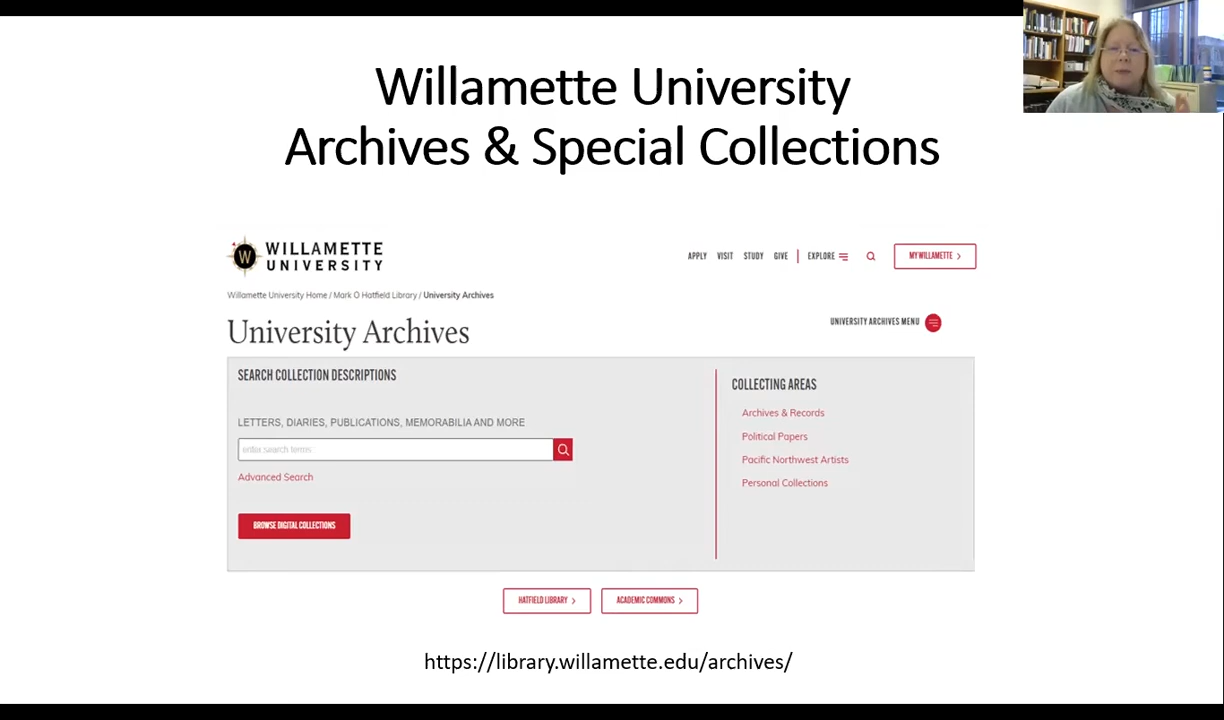 Willamette University
Archives & Special Collections
WILLAMETTE
UNIVERSITY
W
APPLY VISIT STUDY GIVE EXPLORE
MY WILLAMETTE >
Willamette University Home / Mark O Hatfield Library / University Archives
University Archives
UNIVERSITY ARCHIVES MENU
SEARCH COLLECTION DESCRIPTIONS
LETTERS, DIARIES, PUBLICATIONS, MEMORABILIA AND MORE
enter search terms
Advanced Search
BROWSE DIGITAL COLLECTIONS
COLLECTING AREAS
Archives & Records
Political Papers
Pacific Northwest Artists
Personal Collections
HATFIELD LIBRARY >
ACADEMIC COMMONS >
https://library.willamette.edu/archives/